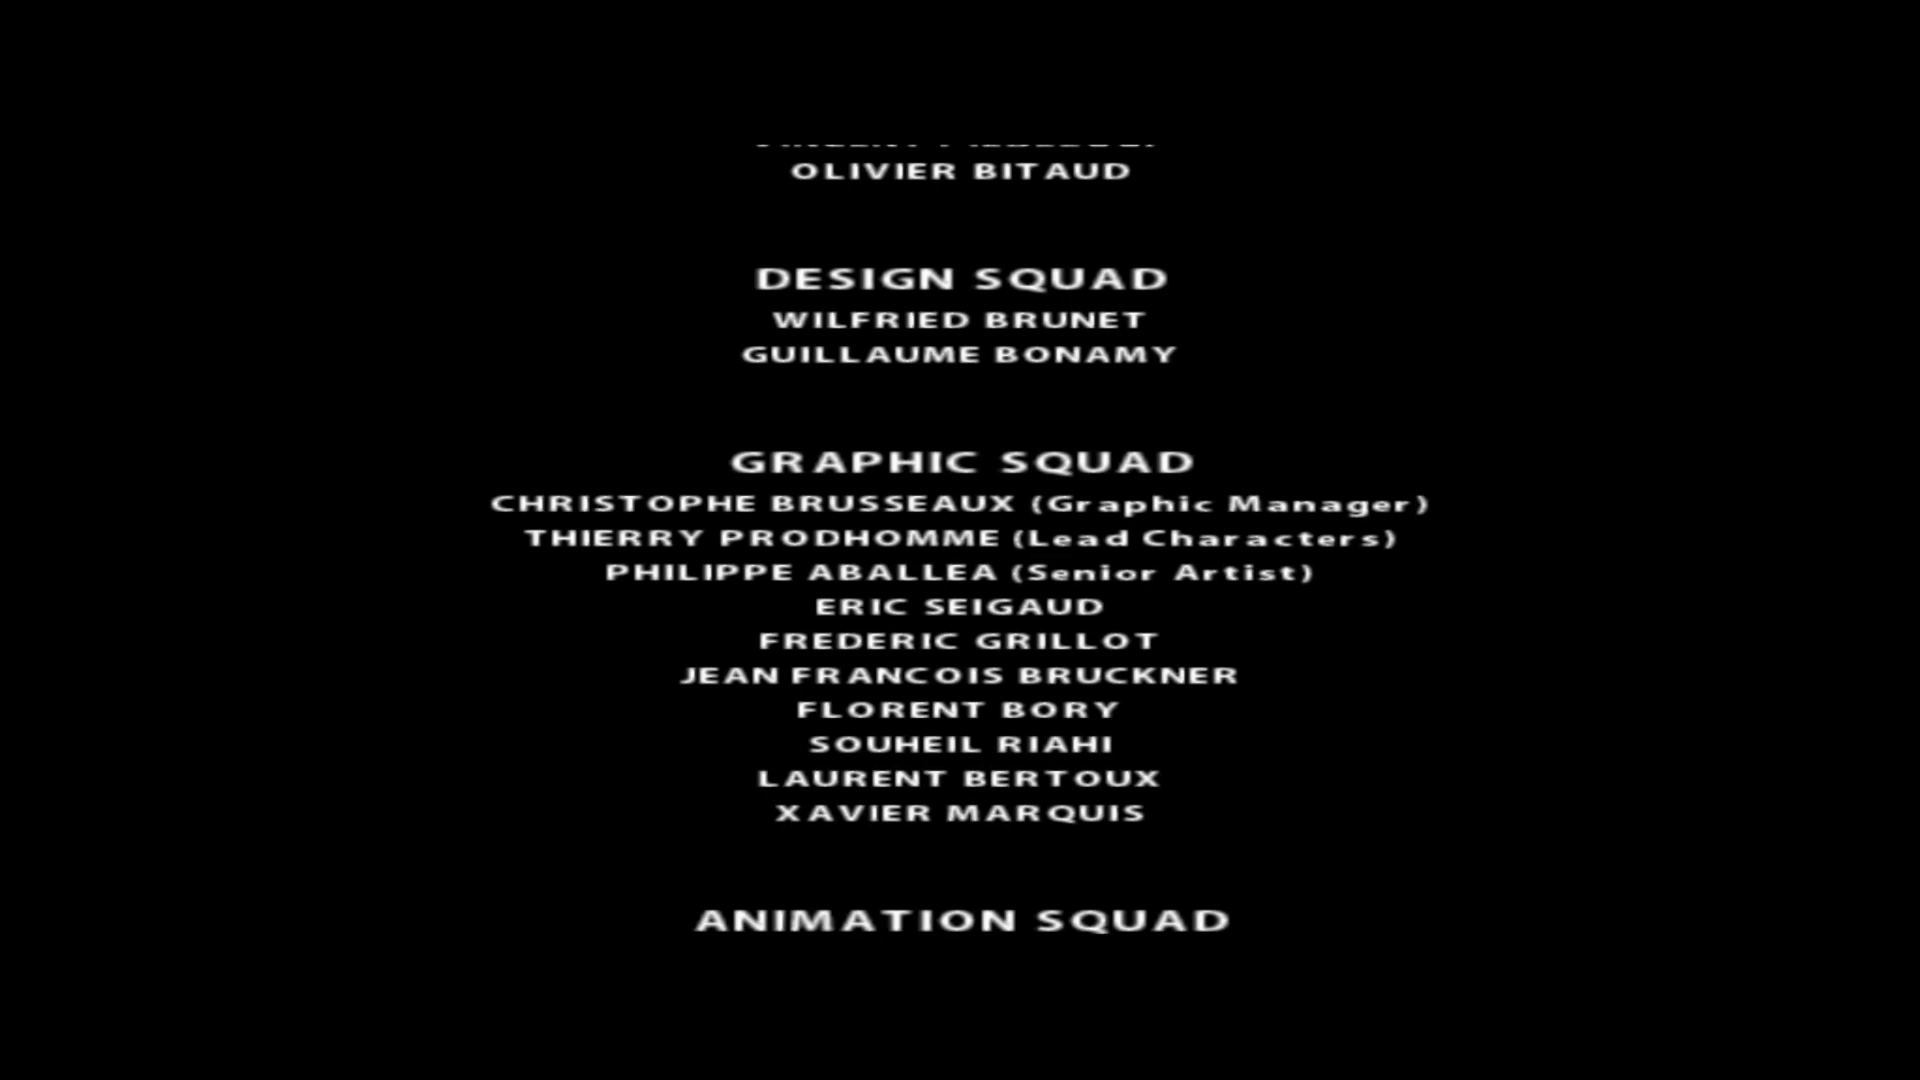 OLIVIER BITAUD
DESIGN SQUAD
WILFRIED BRUNET
GUILLAUME BONAMY
GRAPHIC SQUAD
CHRISTOPHE BRUSSEAUX (Graphic Manager)
THIERRY PRODHOMME (Lead Characters)
PHILIPPE ABALLEA (Senior Artist)
ERIC SEIGAUD
FREDERIC GRILLOT
JEAN FRANCOIS BRUCKNER
FLORENT BORY
SOUHEIL RIAHI
LAURENT BERTOUX
XAVIER MARQUIS
ANIMATION SQUAD